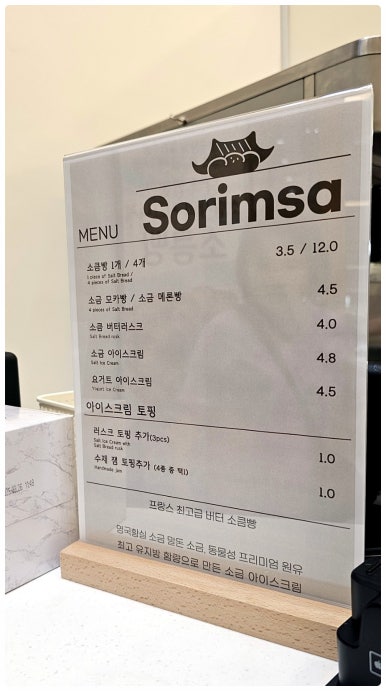 Sorimsa
MENU
소금빵 1개 / 4개 3.5 / 12.0
1 piece of Salt Bread /
4 pieces of Salt Bread
소금 모카빵 / 소금 메론빵 4.5
4 pieces of Salt Bread
소금 버터러스크 4.0
Salt Bread rusk
소금 아이스크림 4.8
Salt Ice Cream
요거트 아이스크림 4.5
Yogurt Ice Cream
아이스크림 토핑
러스크 토핑 추가(3pcs) 1.0
Salt Ice Cream with
Salt Bread rusk
수제 잼 토핑추가 (4종 중 택1) 1.0
Handmade jam
프랑스 최고급 버터 소금빵
영국황실 소금 말돈 소금, 동물성 프리미엄 원유
최고 유지방 함량으로 만든 소금 아이스크림